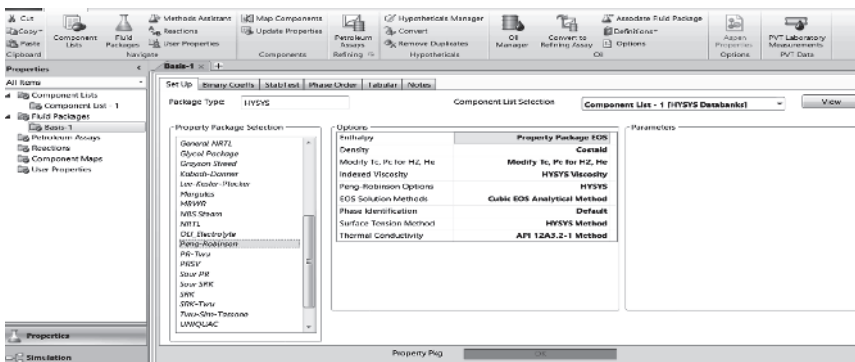 Cut
Copy
Paste
Clipboard
Component Lists
Fluid Packages
Methods Assistant
Reactions
User Properties
Navigate
Map Components
Update Properties
Components
Petroleum Assays
Refining
Hypotheticals Manager
Convert
Remove Duplicates
Hypotheticals
Oil Manager
Convert to Refining Assay
Associate Fluid Package
Definitions
Options
Oil
Aspen Properties
Options
PVT Laboratory Measurements
PVT Data
Properties <
All Items
Component Lists
Component List - 1
Fluid Packages
Basis-1
Petroleum Assays
Reactions
Component Maps
User Properties
Properties
Simulation
Basis-1 × +
Set Up Binary Coeffs StabTest Phase Order Tabular Notes
Package Type: HYSYS Component List Selection Component List - 1 [HYSYS Databanks] View
Property Package Selection
General NRTL
Glycol Package
Grayson Streed
Kabadi-Danner
Lee-Kesler-Plocker
Margules
MBWR
NBS Steam
NRTL
OLI_Electrolyte
Peng-Robinson
PR-Twu
PRSV
Sour PR
Sour SRK
SRK
SRK-Twu
Twu-Sim-Tassone
UNIQUAC
Options
Enthalpy Property Package EOS
Density Costald
Modify Tc, Pc for H2, He Modify Tc, Pc for H2, He
Indexed Viscosity HYSYS Viscosity
Peng-Robinson Options HYSYS
EOS Solution Methods Cubic EOS Analytical Method
Phase Identification Default
Surface Tension Method HYSYS Method
Thermal Conductivity API 12A3.2-1 Method
Parameters
Property Pkg OK